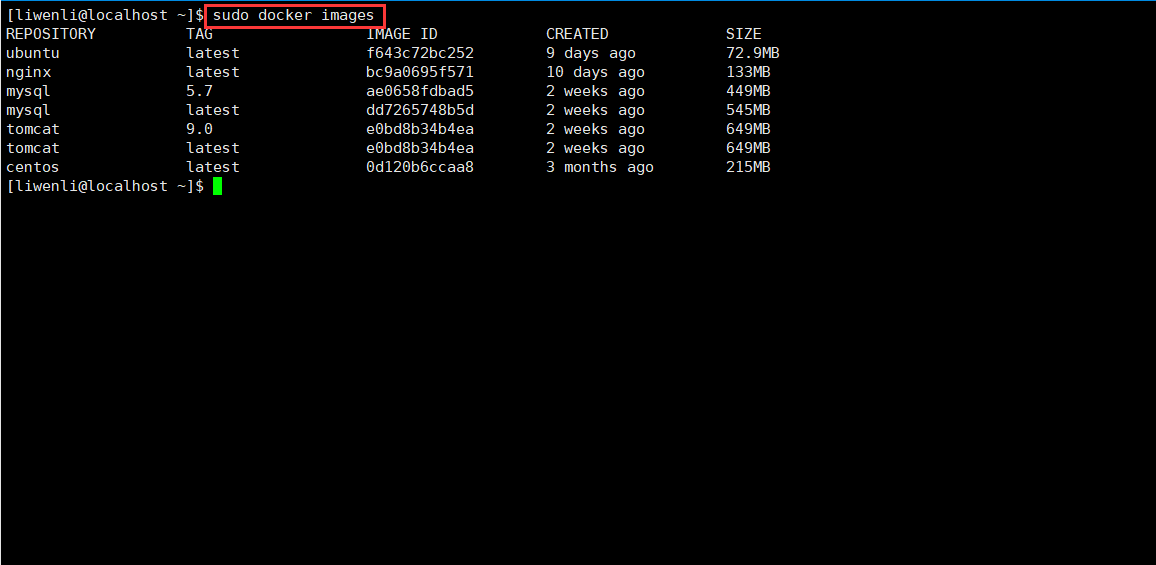 [liwenli@localhost ~]$ sudo docker images
REPOSITORY          TAG                 IMAGE ID            CREATED             SIZE
ubuntu              latest              f643c72bc252        9 days ago          72.9MB
nginx               latest              bc9a0695f571        10 days ago         133MB
mysql               5.7                 ae0658fdbad5        2 weeks ago         449MB
mysql               latest              dd7265748b5d        2 weeks ago         545MB
tomcat              9.0                 e0bd8b34b4ea        2 weeks ago         649MB
tomcat              latest              e0bd8b34b4ea        2 weeks ago         649MB
centos              latest              0d120b6ccaa8        3 months ago        215MB
[liwenli@localhost ~]$